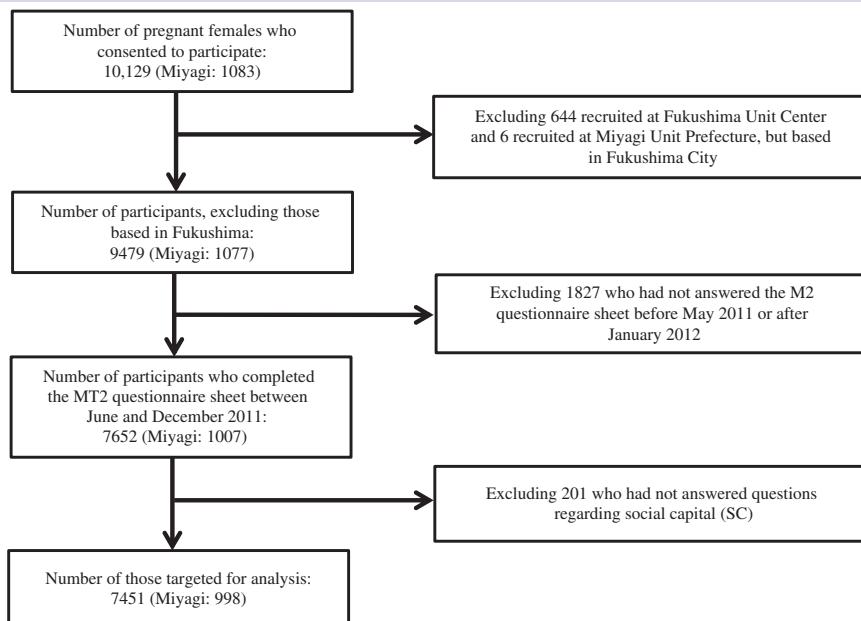 Number of pregnant females who
consented to participate:
10,129 (Miyagi: 1083)
Excluding 644 recruited at Fukushima Unit Center
and 6 recruited at Miyagi Unit Prefecture, but based
in Fukushima City
Number of participants, excluding those
based in Fukushima:
9479 (Miyagi: 1077)
Excluding 1827 who had not answered the M2
questionnaire sheet before May 2011 or after
January 2012
Number of participants who completed
the MT2 questionnaire sheet between
June and December 2011:
7652 (Miyagi: 1007)
Excluding 201 who had not answered questions
regarding social capital (SC)
Number of those targeted for analysis:
7451 (Miyagi: 998)